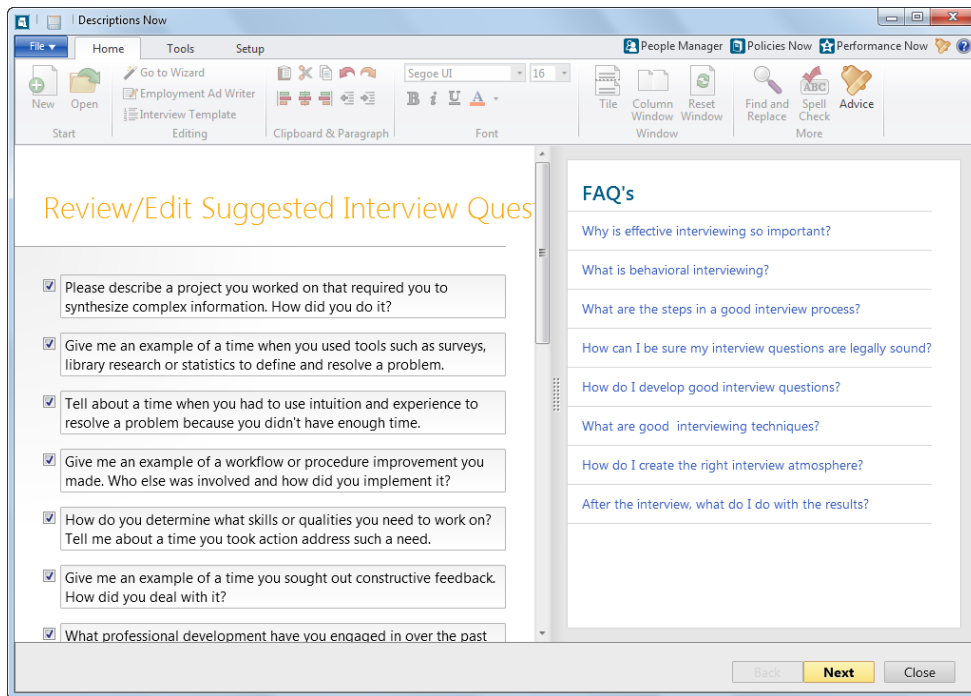 Descriptions Now
File Home Tools Setup People Manager Policies Now Performance Now
New Open Go to Wizard Employment Ad Writer Interview Template
Start Editing
Clipboard & Paragraph
Segoe UI 16
B i U A
Font
Tile Column Window Reset Window
Window
Find and Replace Spell Check Advice
ABC
More
Review/Edit Suggested Interview Ques
Please describe a project you worked on that required you to
synthesize complex information. How did you do it?
Give me an example of a time when you used tools such as surveys,
library research or statistics to define and resolve a problem.
Tell about a time when you had to use intuition and experience to
resolve a problem because you didn't have enough time.
Give me an example of a workflow or procedure improvement you
made. Who else was involved and how did you implement it?
How do you determine what skills or qualities you need to work on?
Tell me about a time you took action address such a need.
Give me an example of a time you sought out constructive feedback.
How did you deal with it?
What professional development have you engaged in over the past
FAQ's
Why is effective interviewing so important?
What is behavioral interviewing?
What are the steps in a good interview process?
How can I be sure my interview questions are legally sound?
How do I develop good interview questions?
What are good  interviewing techniques?
How do I create the right interview atmosphere?
After the interview, what do I do with the results?
Back Next Close